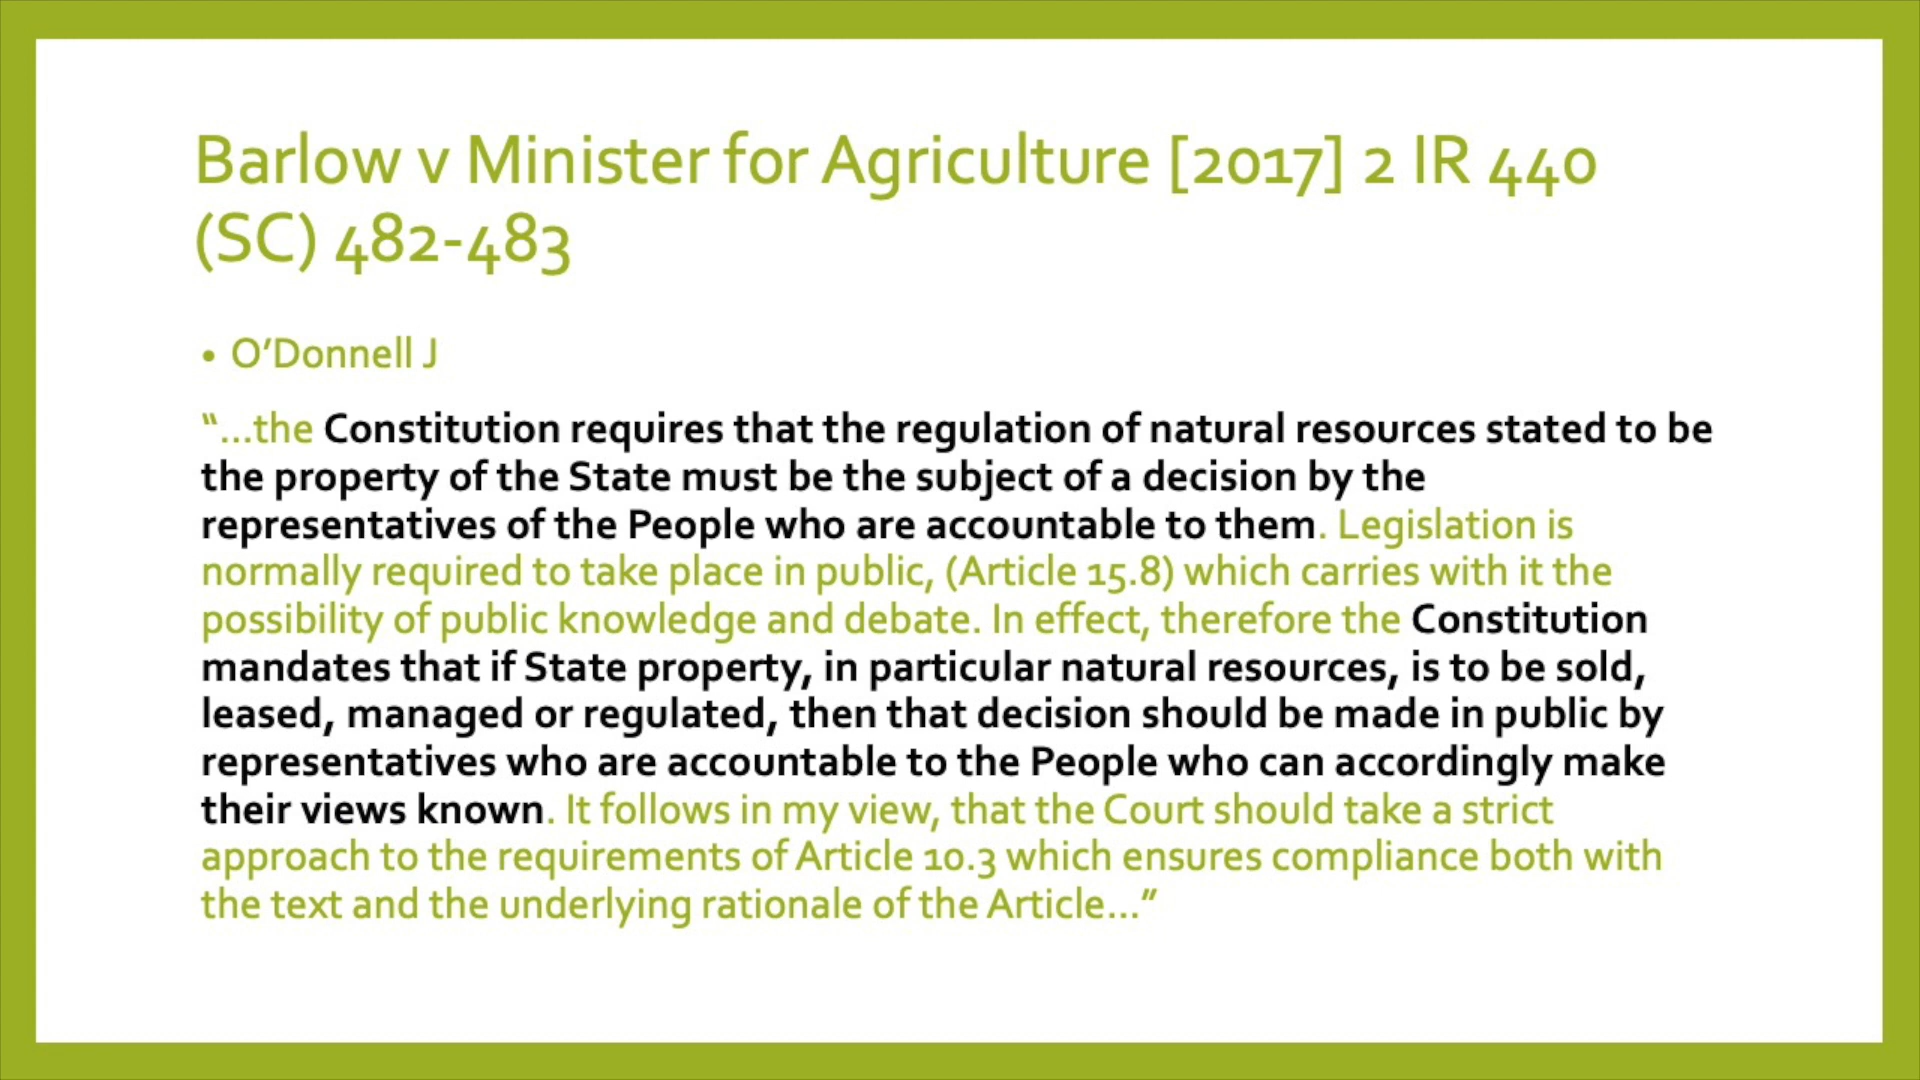 Barlow v Minister for Agriculture [2017] 2 IR 440
(SC) 482-483
• O’Donnell J
“...the Constitution requires that the regulation of natural resources stated to be
the property of the State must be the subject of a decision by the
representatives of the People who are accountable to them. Legislation is
normally required to take place in public, (Article 15.8) which carries with it the
possibility of public knowledge and debate. In effect, therefore the Constitution
mandates that if State property, in particular natural resources, is to be sold,
leased, managed or regulated, then that decision should be made in public by
representatives who are accountable to the People who can accordingly make
their views known. It follows in my view, that the Court should take a strict
approach to the requirements of Article 10.3 which ensures compliance both with
the text and the underlying rationale of the Article...”